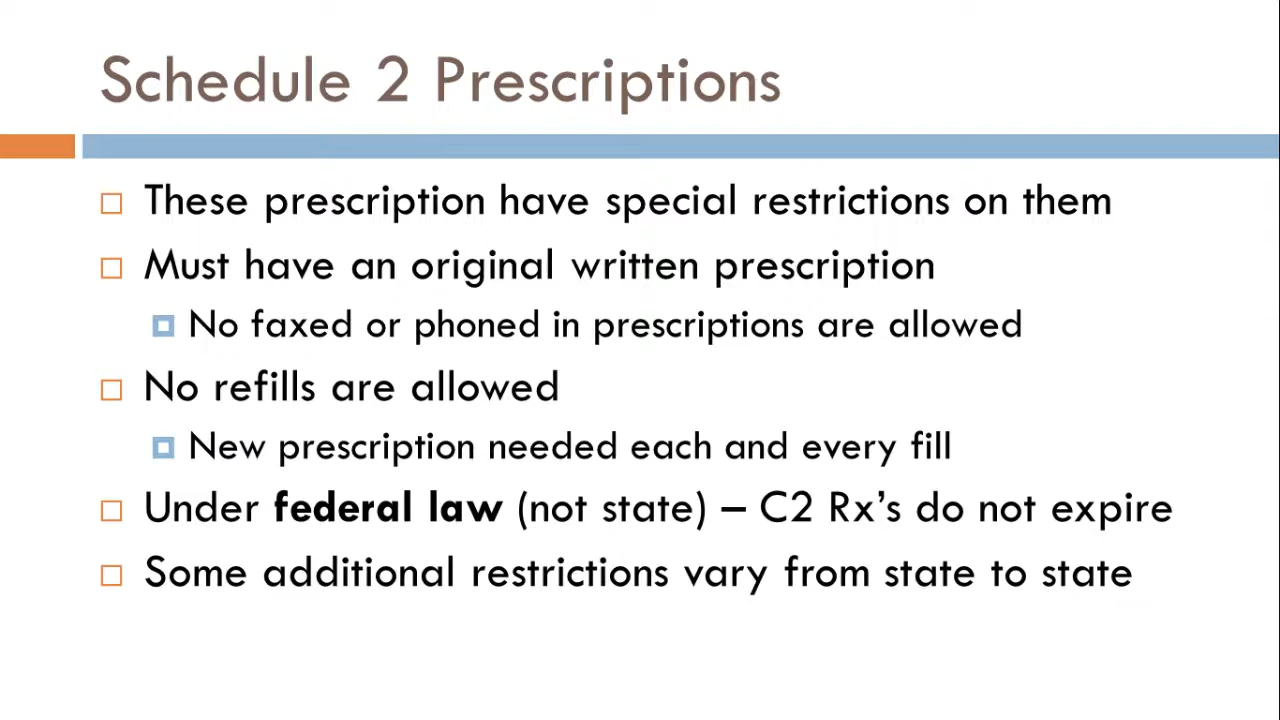 Schedule 2 Prescriptions
These prescription have special restrictions on them
Must have an original written prescription
No faxed or phoned in prescriptions are allowed
No refills are allowed
New prescription needed each and every fill
Under federal law (not state) – C2 Rx’s do not expire
Some additional restrictions vary from state to state